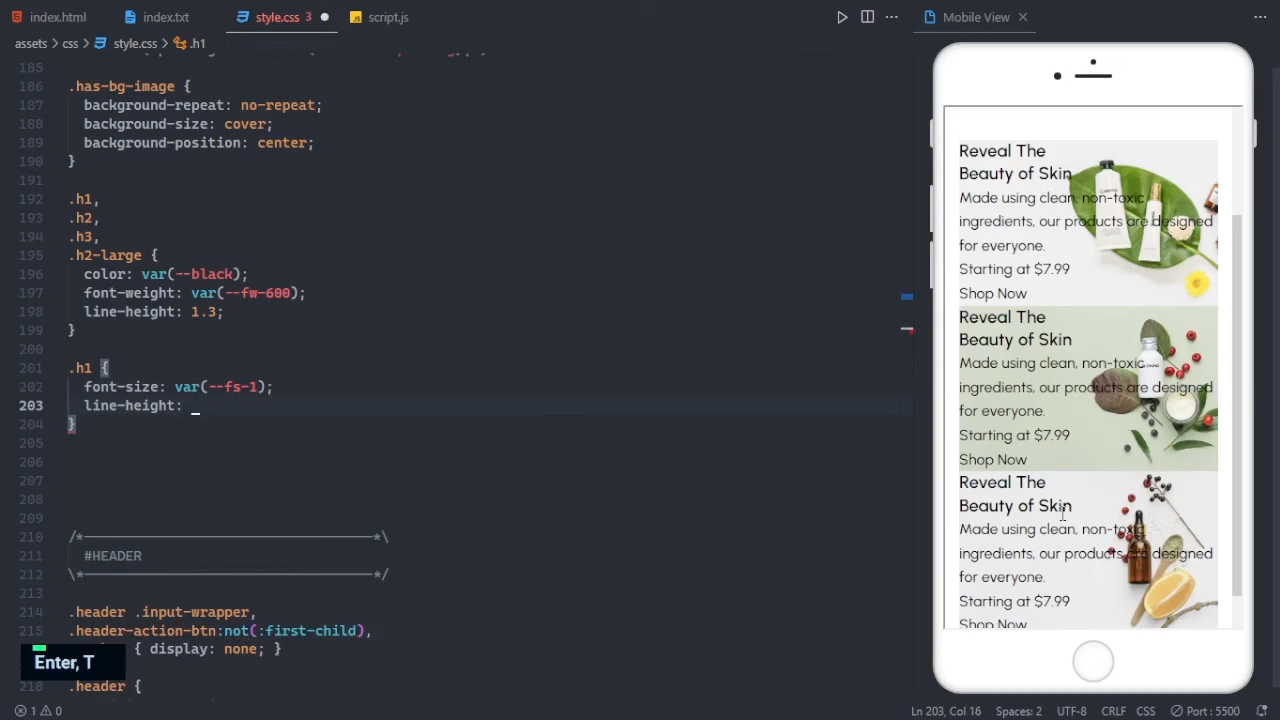 index.html
index.txt
style.css 3
script.js
Mobile View
assets > css > style.css > .h1
185
186 .has-bg-image {
187 background-repeat: no-repeat;
188 background-size: cover;
189 background-position: center;
190 }
191
192 .h1,
193 .h2,
194 .h3,
195 .h2-large {
196 color: var(--black);
197 font-weight: var(--fw-600);
198 line-height: 1.3;
199 }
200
201 .h1 {
202 font-size: var(--fs-1);
203 line-height:
204 }
205
206
207
208
209
210 /*-----------------------------------*\
211 #HEADER
212 \*-----------------------------------*/
213
214 .header .input-wrapper,
215 .header-action-btn:not(:first-child),
{ display: none; }
218 .header {
Enter, T
Reveal The
Beauty of Skin
Made using clean, non-toxic
ingredients, our products are designed
for everyone.
Starting at $7.99
Shop Now
Reveal The
Beauty of Skin
Made using clean, non-toxic
ingredients, our products are designed
for everyone.
Starting at $7.99
Shop Now
Reveal The
Beauty of Skin
Made using clean, non-toxic
ingredients, our products are designed
for everyone.
Starting at $7.99
Shop Now
1 0
Ln 203, Col 16 Spaces: 2 UTF-8 CRLF CSS Port : 5500